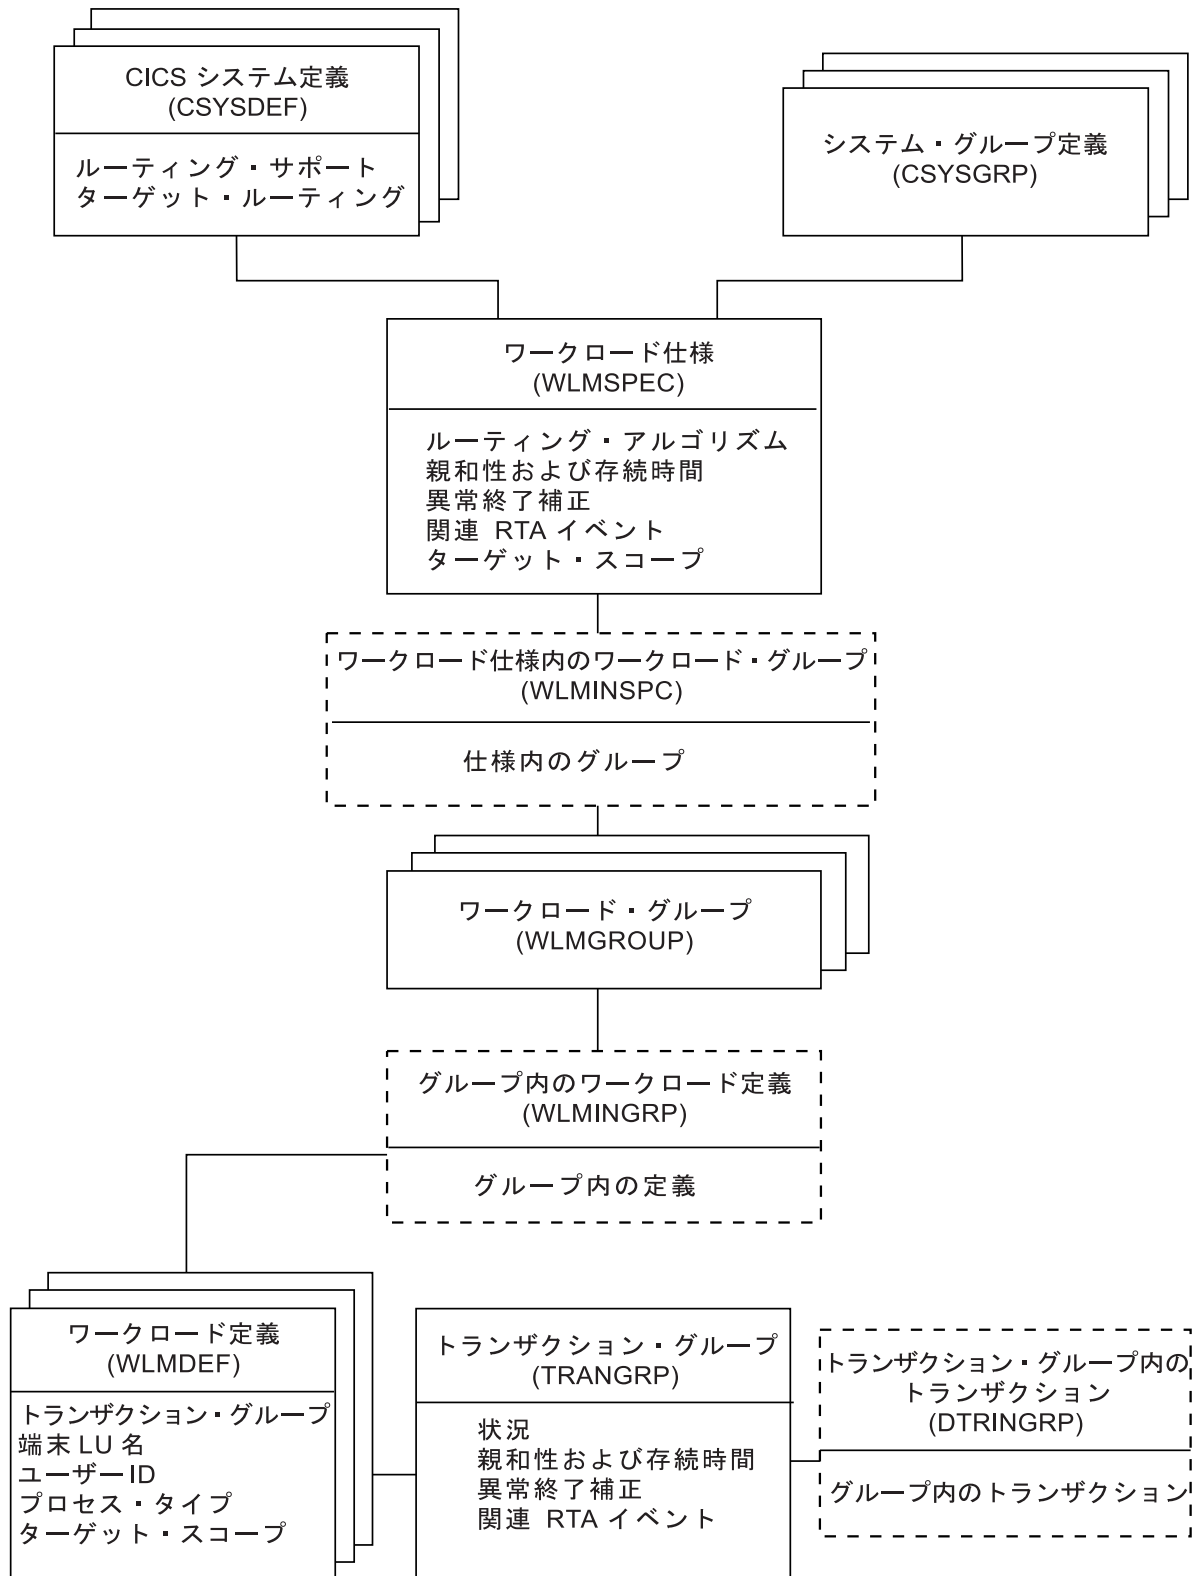 CICS システム定義
(CSYSDEF)
ルーティング・サポート
ターゲット・ルーティング
システム・グループ定義
(CSYSGRP)
ワークロード仕様
(WLMSPEC)
ルーティング・アルゴリズム
親和性および存続時間
異常終了補正
関連 RTA イベント
ターゲット・スコープ
ワークロード仕様内のワークロード・グループ
(WLMINSPC)
仕様内のグループ
ワークロード・グループ
(WLMGROUP)
グループ内のワークロード定義
(WLMINGRP)
グループ内の定義
ワークロード定義
(WLMDEF)
トランザクション・グループ
端末 LU 名
ユーザー ID
プロセス・タイプ
ターゲット・スコープ
トランザクション・グループ
(TRANGRP)
状況
親和性および存続時間
異常終了補正
関連 RTA イベント
トランザクション・グループ内の
トランザクション
(DTRINGRP)
グループ内のトランザクション